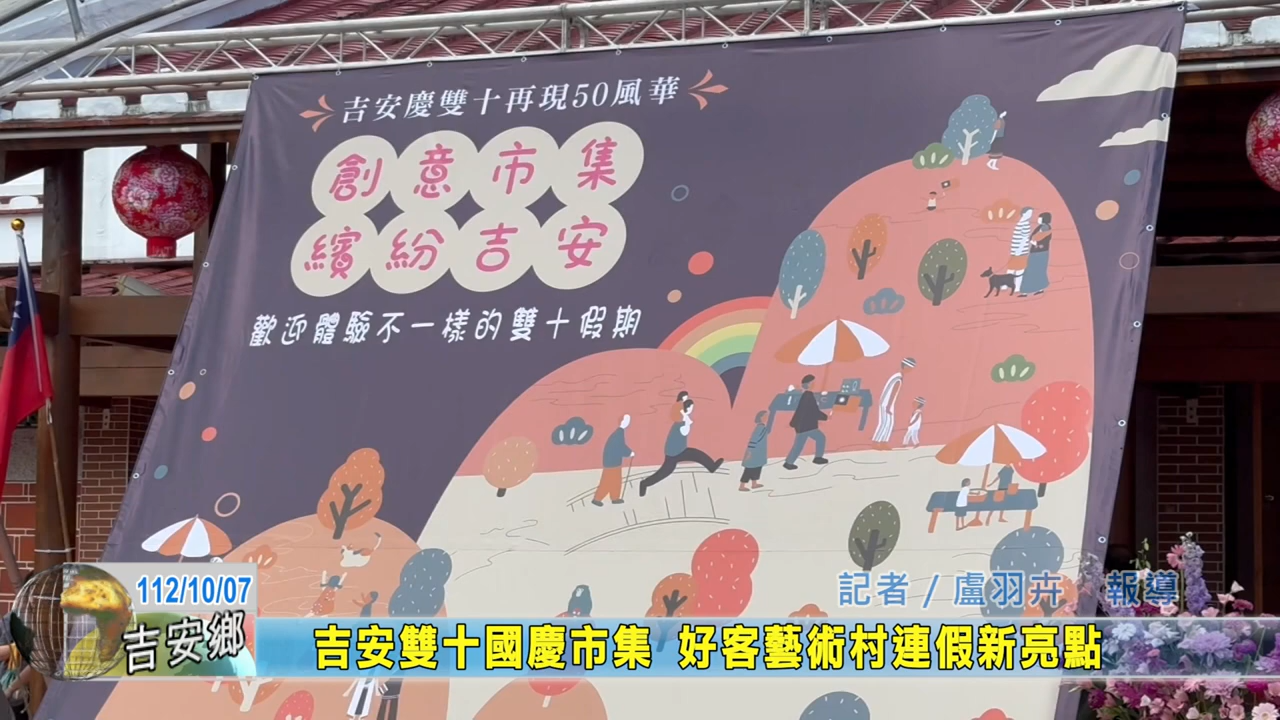 吉安慶雙十再現50風華
創意市集
繽紛吉安
歡迎體驗不一樣的雙十假期
記者/盧羽卉 報導
112/10/07
吉安鄉
吉安雙十國慶市集 好客藝術村連假新亮點